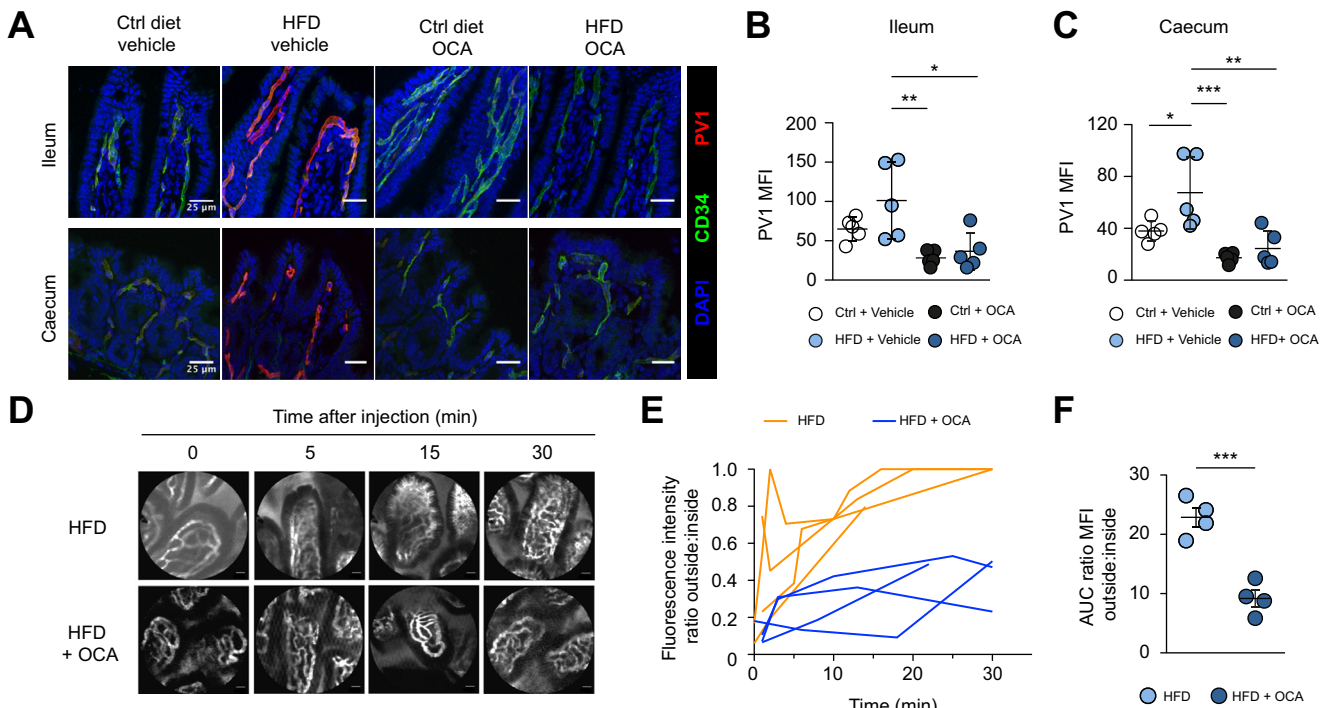 A
Ctrl diet
vehicle
HFD
vehicle
Ctrl diet
OCA
HFD
OCA
Ileum
Caecum
25 µm
25 µm
PV1
CD34
DAPI
B
Ileum
*
**
PV1 MFI
200
150
100
50
0
Ctrl + Vehicle
Ctrl + OCA
HFD + Vehicle
HFD + OCA
C
Caecum
**
***
*
PV1 MFI
120
80
40
0
Ctrl + Vehicle
Ctrl + OCA
HFD + Vehicle
HFD+ OCA
D
Time after injection (min)
0 5 15 30
HFD
HFD
+ OCA
E
HFD
HFD + OCA
Fluorescence intensity
ratio outside:inside
1.0
0.8
0.6
0.4
0.2
0
0 10 20 30
Time (min)
F
***
AUC ratio MFI
outside:inside
30
20
10
0
HFD
HFD + OCA